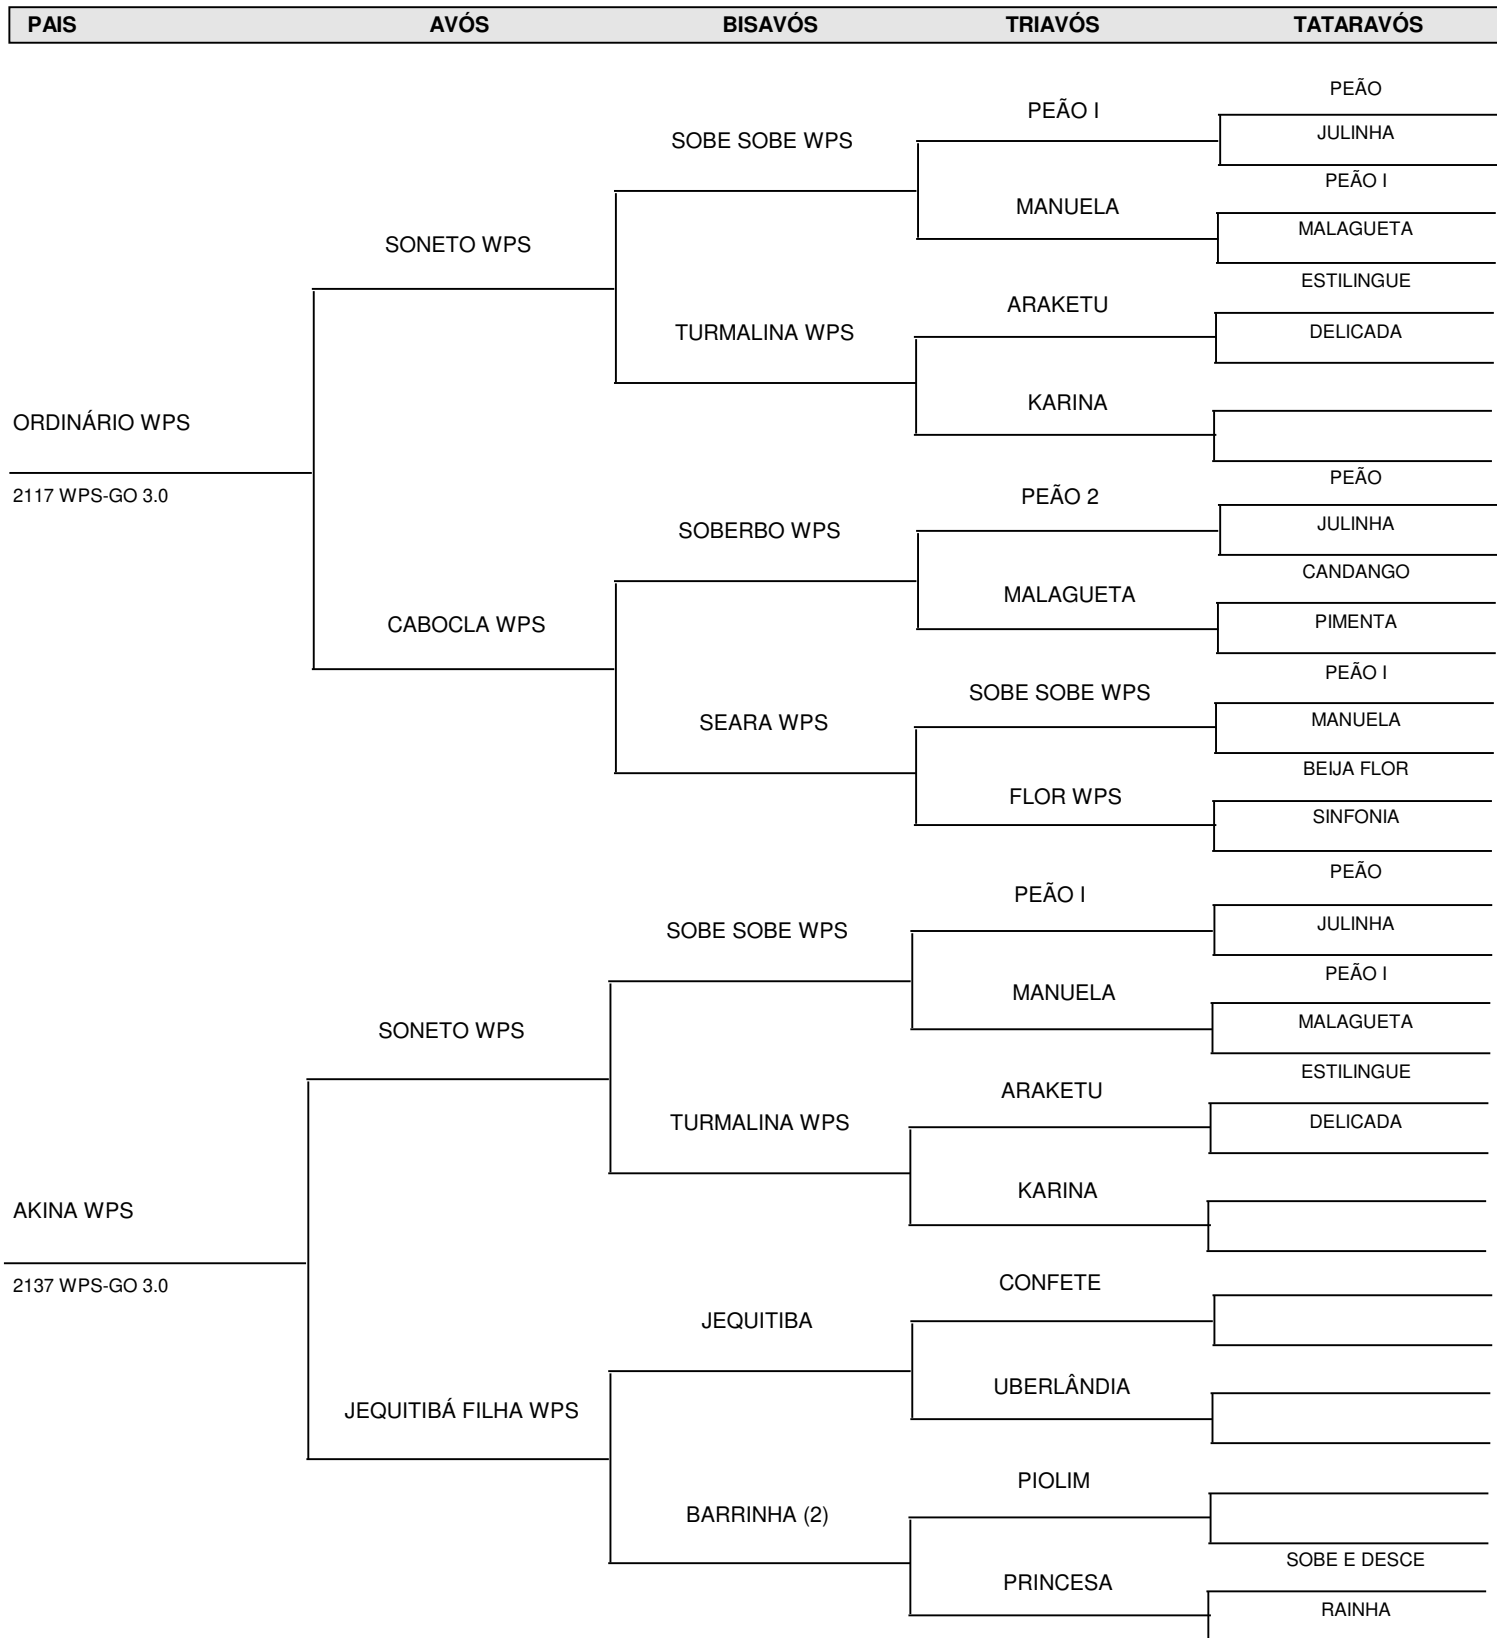 PAIS AVÓS BISAVÓS TRIAVÓS TATARAVÓS
PEÃO
PEÃO I
JULINHA
SOBE SOBE WPS
PEÃO I
MANUELA
MALAGUETA
SONETO WPS
ESTILINGUE
ARAKETU
TURMALINA WPS
DELICADA
KARINA
ORDINÁRIO WPS
PEÃO
2117 WPS-GO 3.0
PEÃO 2
JULINHA
SOBERBO WPS
CANDANGO
MALAGUETA
PIMENTA
CABOCLA WPS
PEÃO I
SOBE SOBE WPS
MANUELA
SEARA WPS
BEIJA FLOR
FLOR WPS
SINFONIA
PEÃO
PEÃO I
JULINHA
SOBE SOBE WPS
PEÃO I
MANUELA
MALAGUETA
SONETO WPS
ESTILINGUE
ARAKETU
DELICADA
TURMALINA WPS
KARINA
AKINA WPS
2137 WPS-GO 3.0
CONFETE
JEQUITIBA
UBERLÂNDIA
JEQUITIBÁ FILHA WPS
PIOLIM
BARRINHA (2)
SOBE E DESCE
PRINCESA
RAINHA